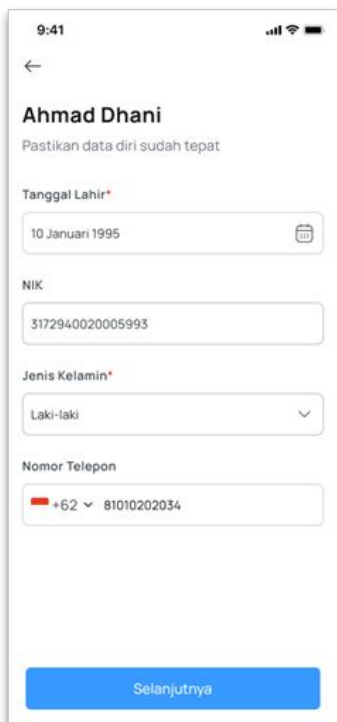 9:41
Ahmad Dhani
Pastikan data diri sudah tepat
Tanggal Lahir*
10 Januari 1995
NIK
3172940020005993
Jenis Kelamin*
Laki-laki
Nomor Telepon
+62 81010202034
Selanjutnya